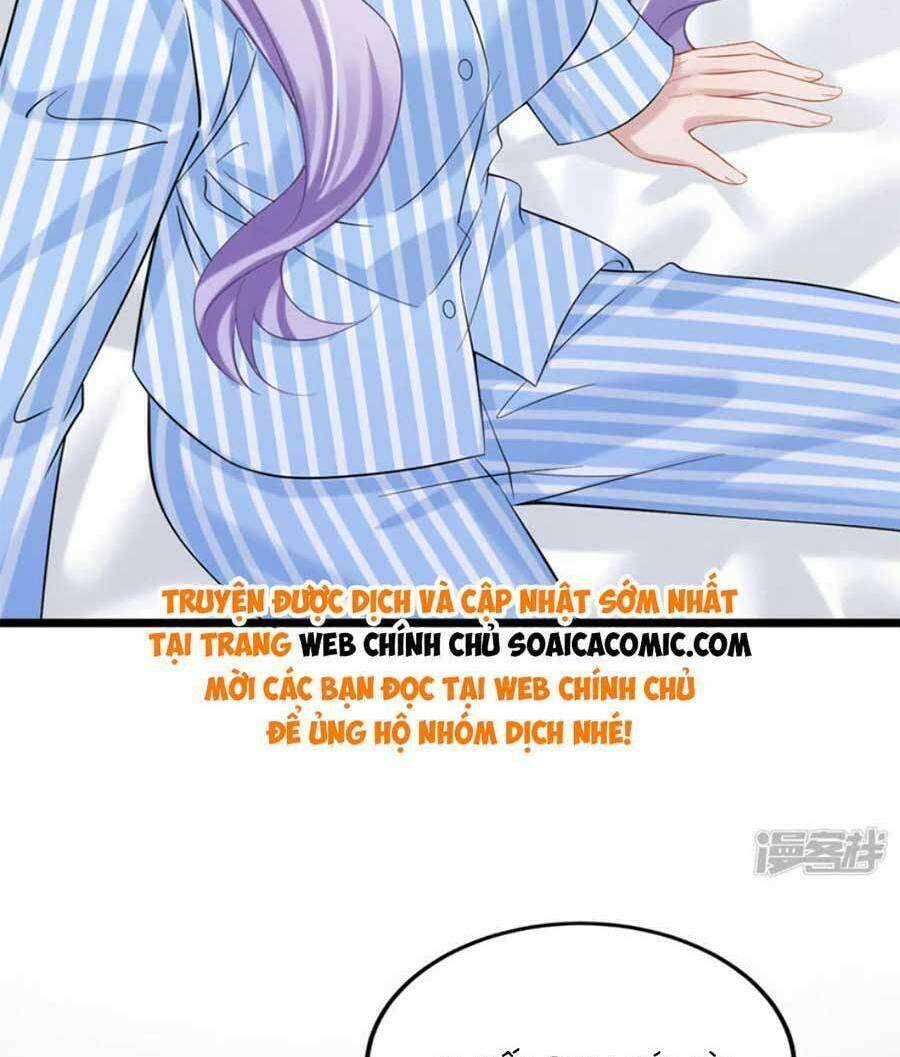 TRUYỆN ĐƯỢC DỊCH VÀ CẬP NHẬT SỚM NHẤT
TẠI TRANG WEB CHÍNH CHỦ SOAICACOMIC.COM
MỜI CÁC BẠN ĐỌC TẠI WEB CHÍNH CHỦ
ĐỂ ỦNG HỘ NHÓM DỊCH NHÉ!
漫客栈